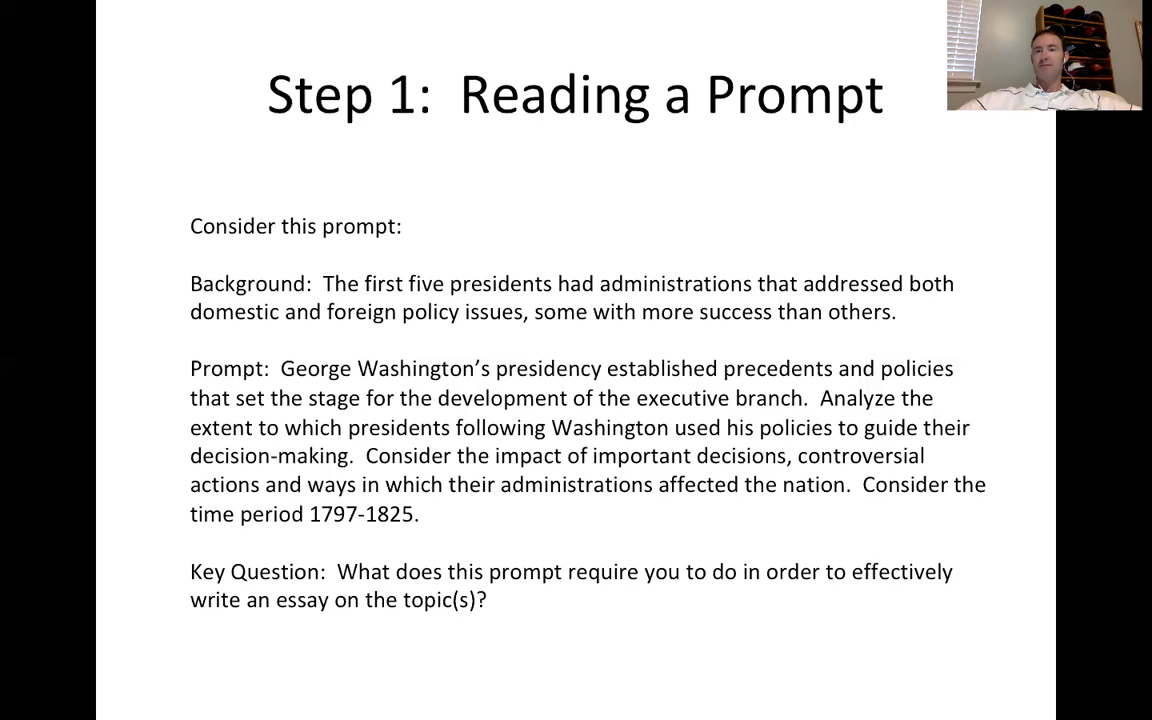 Step 1:  Reading a Prompt
Consider this prompt:
Background:  The first five presidents had administrations that addressed both
domestic and foreign policy issues, some with more success than others.
Prompt:  George Washington’s presidency established precedents and policies
that set the stage for the development of the executive branch.  Analyze the
extent to which presidents following Washington used his policies to guide their
decision-making.  Consider the impact of important decisions, controversial
actions and ways in which their administrations affected the nation.  Consider the
time period 1797-1825.
Key Question:  What does this prompt require you to do in order to effectively
write an essay on the topic(s)?